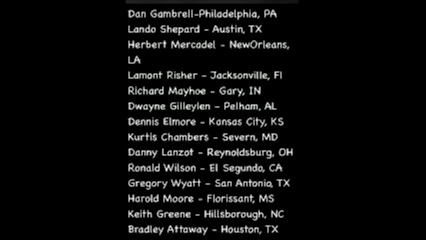 Dan Gambrell-Philadelphia, PA
Lando Shepard - Austin, TX
Herbert Mercadel - NewOrleans,
LA
Lamont Risher - Jacksonville, Fl
Richard Mayhoe - Gary, IN
Dwayne Gilleylen - Pelham, AL
Dennis Elmore - Kansas City, KS
Kurtis Chambers - Severn, MD
Danny Lanzot - Reynoldsburg, OH
Ronald Wilson - El Segundo, CA
Gregory Wyatt - San Antonio, TX
Harold Moore - Florissant, MS
Keith Greene - Hillsborough, NC
Bradley Attaway - Houston, TX